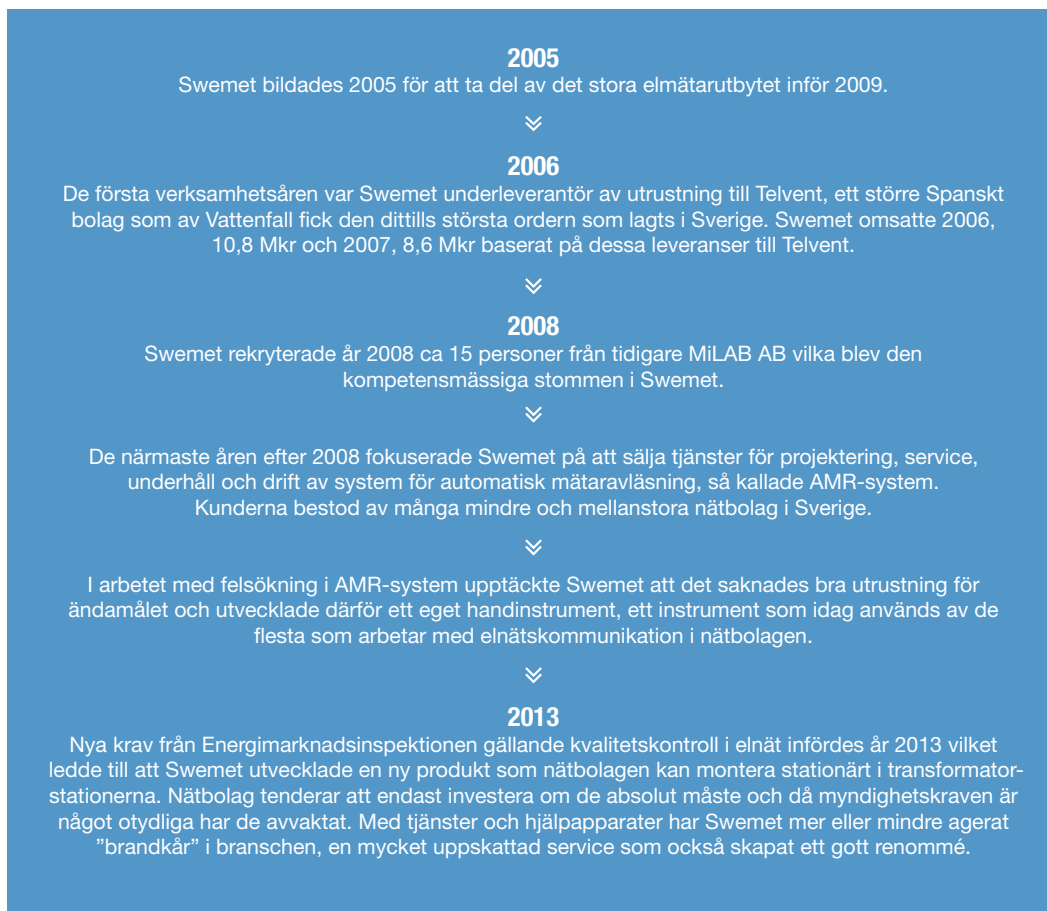 2005
Swemet bildades 2005 för att ta del av det stora elmätarutbytet inför 2009.
2006
De första verksamhetsåren var Swemet underleverantör av utrustning till Telvent, ett större Spanskt
bolag som av Vattenfall fick den dittills största ordern som lagts i Sverige. Swemet omsatte 2006,
10,8 Mkr och 2007, 8,6 Mkr baserat på dessa leveranser till Telvent.
2008
Swemet rekryterade år 2008 ca 15 personer från tidigare MiLAB AB vilka blev den
kompetensmässiga stommen i Swemet.
De närmaste åren efter 2008 fokuserade Swemet på att sälja tjänster för projektering, service,
underhåll och drift av system för automatisk mätaravläsning, så kallade AMR-system.
Kunderna bestod av många mindre och mellanstora nätbolag i Sverige.
I arbetet med felsökning i AMR-system upptäckte Swemet att det saknades bra utrustning för
ändamålet och utvecklade därför ett eget handinstrument, ett instrument som idag används av de
flesta som arbetar med elnätskommunikation i nätbolagen.
2013
Nya krav från Energimarknadsinspektionen gällande kvalitetskontroll i elnät infördes år 2013 vilket
ledde till att Swemet utvecklade en ny produkt som nätbolagen kan montera stationärt i transformator-
stationerna. Nätbolag tenderar att endast investera om de absolut måste och då myndighetskraven är
något otydliga har de avvaktat. Med tjänster och hjälpapparater har Swemet mer eller mindre agerat
”brandkår” i branschen, en mycket uppskattad service som också skapat ett gott renommé.